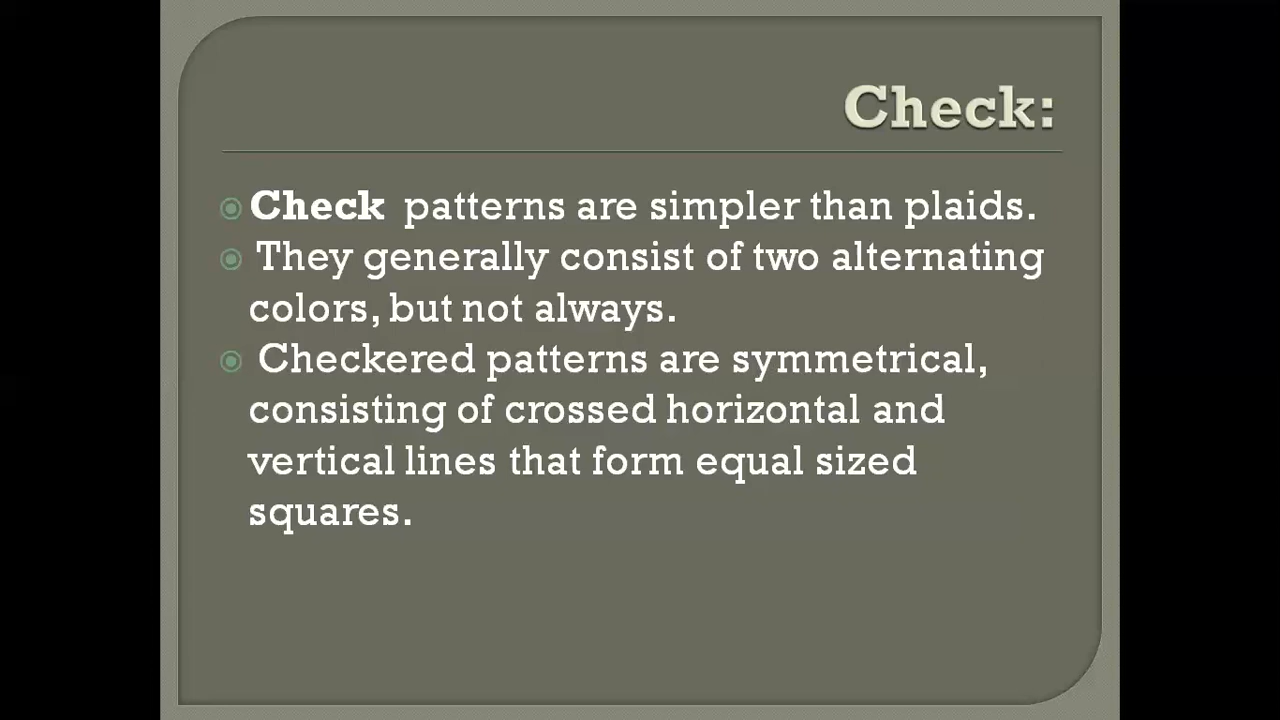 Check:
Check patterns are simpler than plaids.
They generally consist of two alternating
colors, but not always.
Checkered patterns are symmetrical,
consisting of crossed horizontal and
vertical lines that form equal sized
squares.